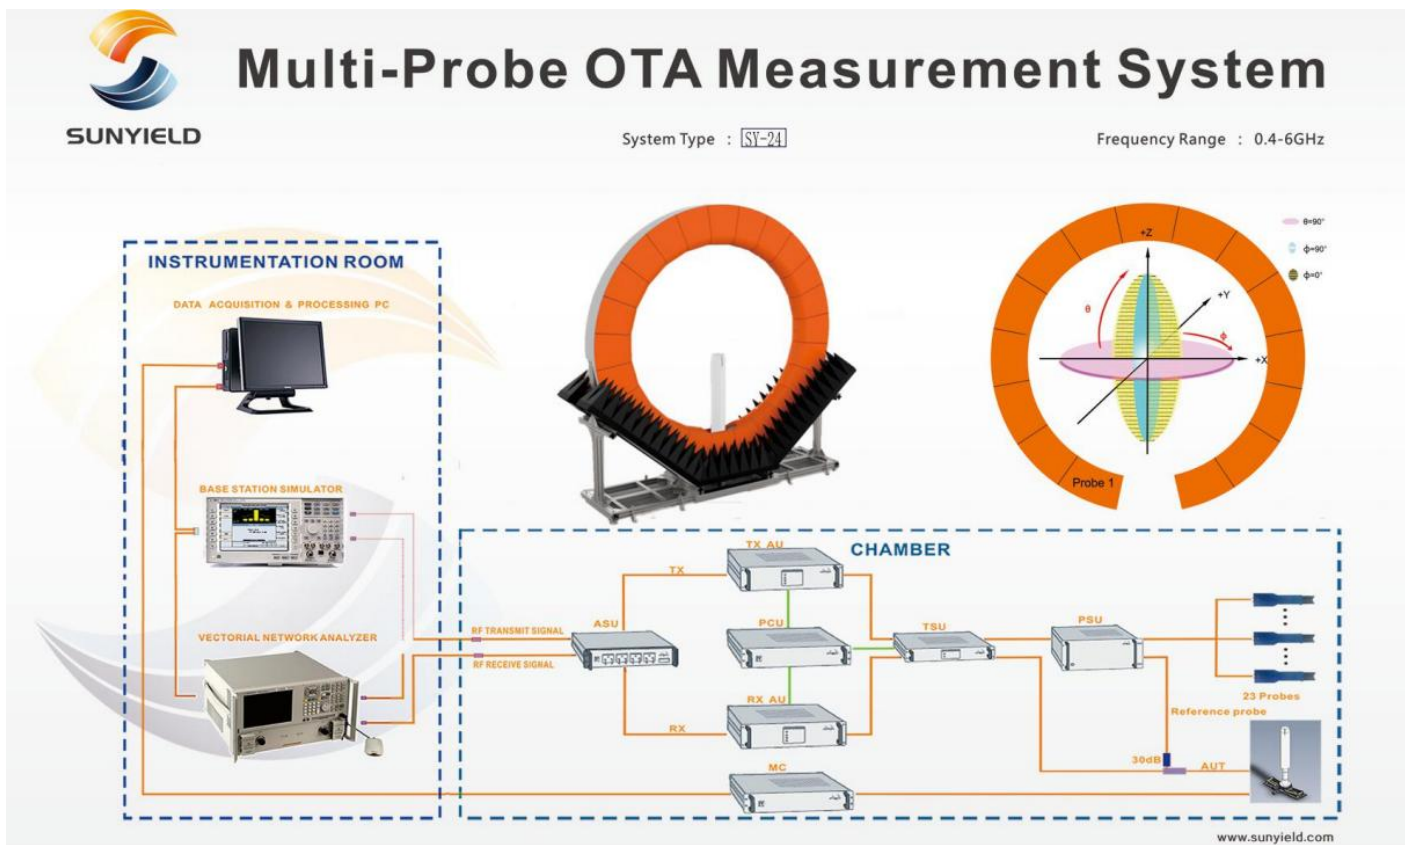 Multi-Probe OTA Measurement System
SUNYIELD
System Type : SY-24
Frequency Range : 0.4-6GHz
INSTRUMENTATION ROOM
DATA ACQUISITION & PROCESSING PC
BASE STATION SIMULATOR
VECTORIAL NETWORK ANALYZER
+Z
+Y
+X
θ
ϕ
θ=90°
ϕ=90°
ϕ=0°
Probe 1
CHAMBER
TX AU
TX
ASU
RF TRANSMIT SIGNAL
RF RECEIVE SIGNAL
PCU
TSU
PSU
RX AU
RX
23 Probes
Reference probe
30dB
AUT
MC
www.sunyield.com